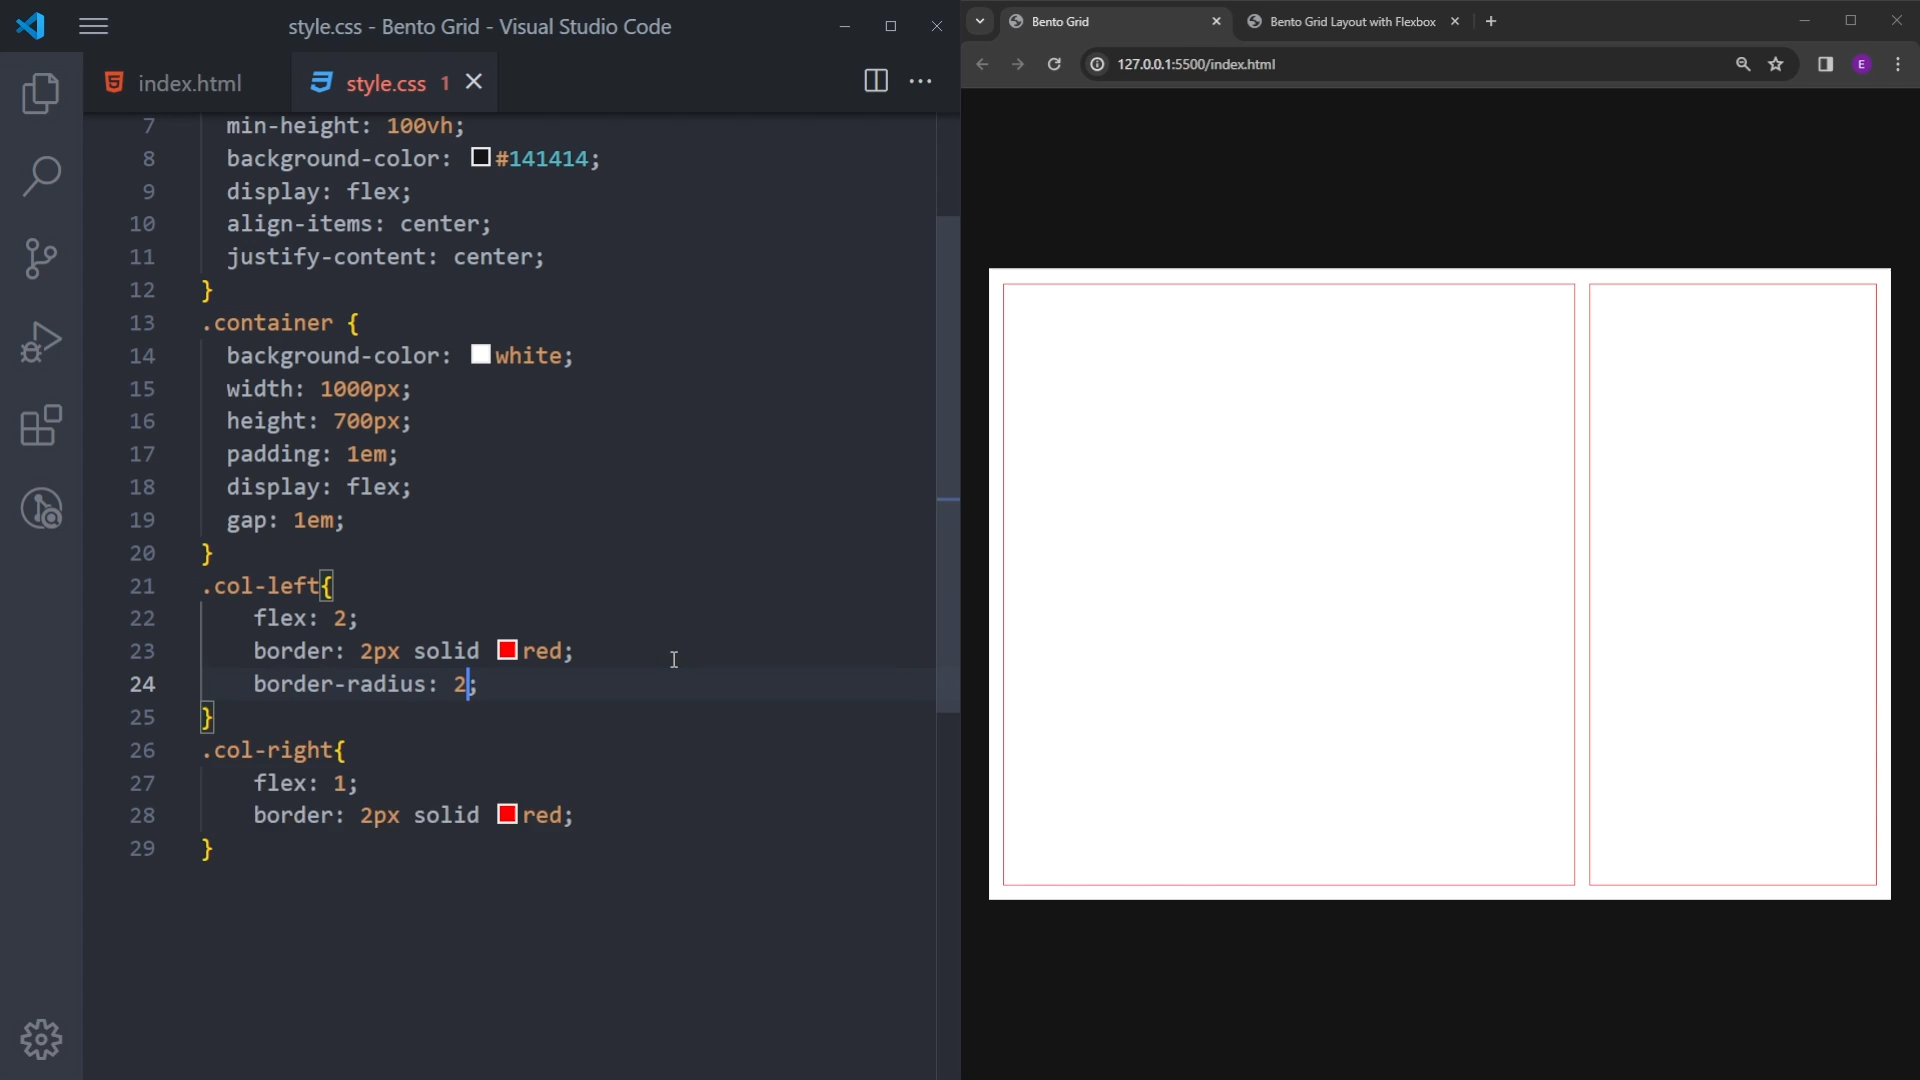 style.css - Bento Grid - Visual Studio Code
index.html
style.css 1
7 min-height: 100vh;
8 background-color: #141414;
9 display: flex;
10 align-items: center;
11 justify-content: center;
12 }
13 .container {
14 background-color: white;
15 width: 1000px;
16 height: 700px;
17 padding: 1em;
18 display: flex;
19 gap: 1em;
20 }
21 .col-left{
22 flex: 2;
23 border: 2px solid red;
24 border-radius: 2;
25 }
26 .col-right{
27 flex: 1;
28 border: 2px solid red;
29 }
Bento Grid
Bento Grid Layout with Flexbox
127.0.0.1:5500/index.html
E